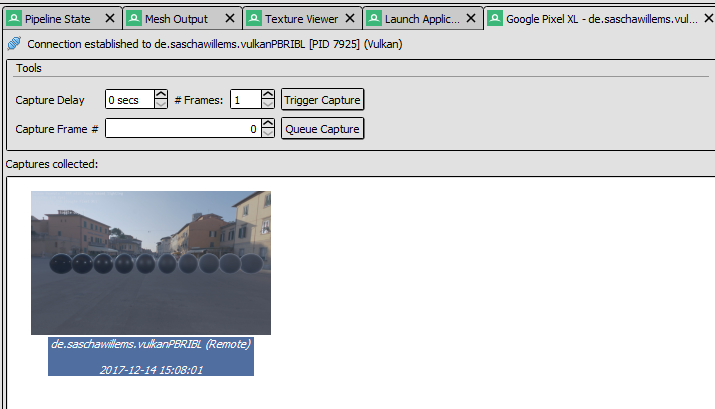 Pipeline State
Mesh Output
Texture Viewer
Launch Applic...
Google Pixel XL - de.saschawillems.vul...
Connection established to de.saschawillems.vulkanPBRIBL [PID 7925] (Vulkan)
Tools
Capture Delay 0 secs # Frames: 1 Trigger Capture
Capture Frame # 0 Queue Capture
Captures collected:
de.saschawillems.vulkanPBRIBL (Remote)
2017-12-14 15:08:01